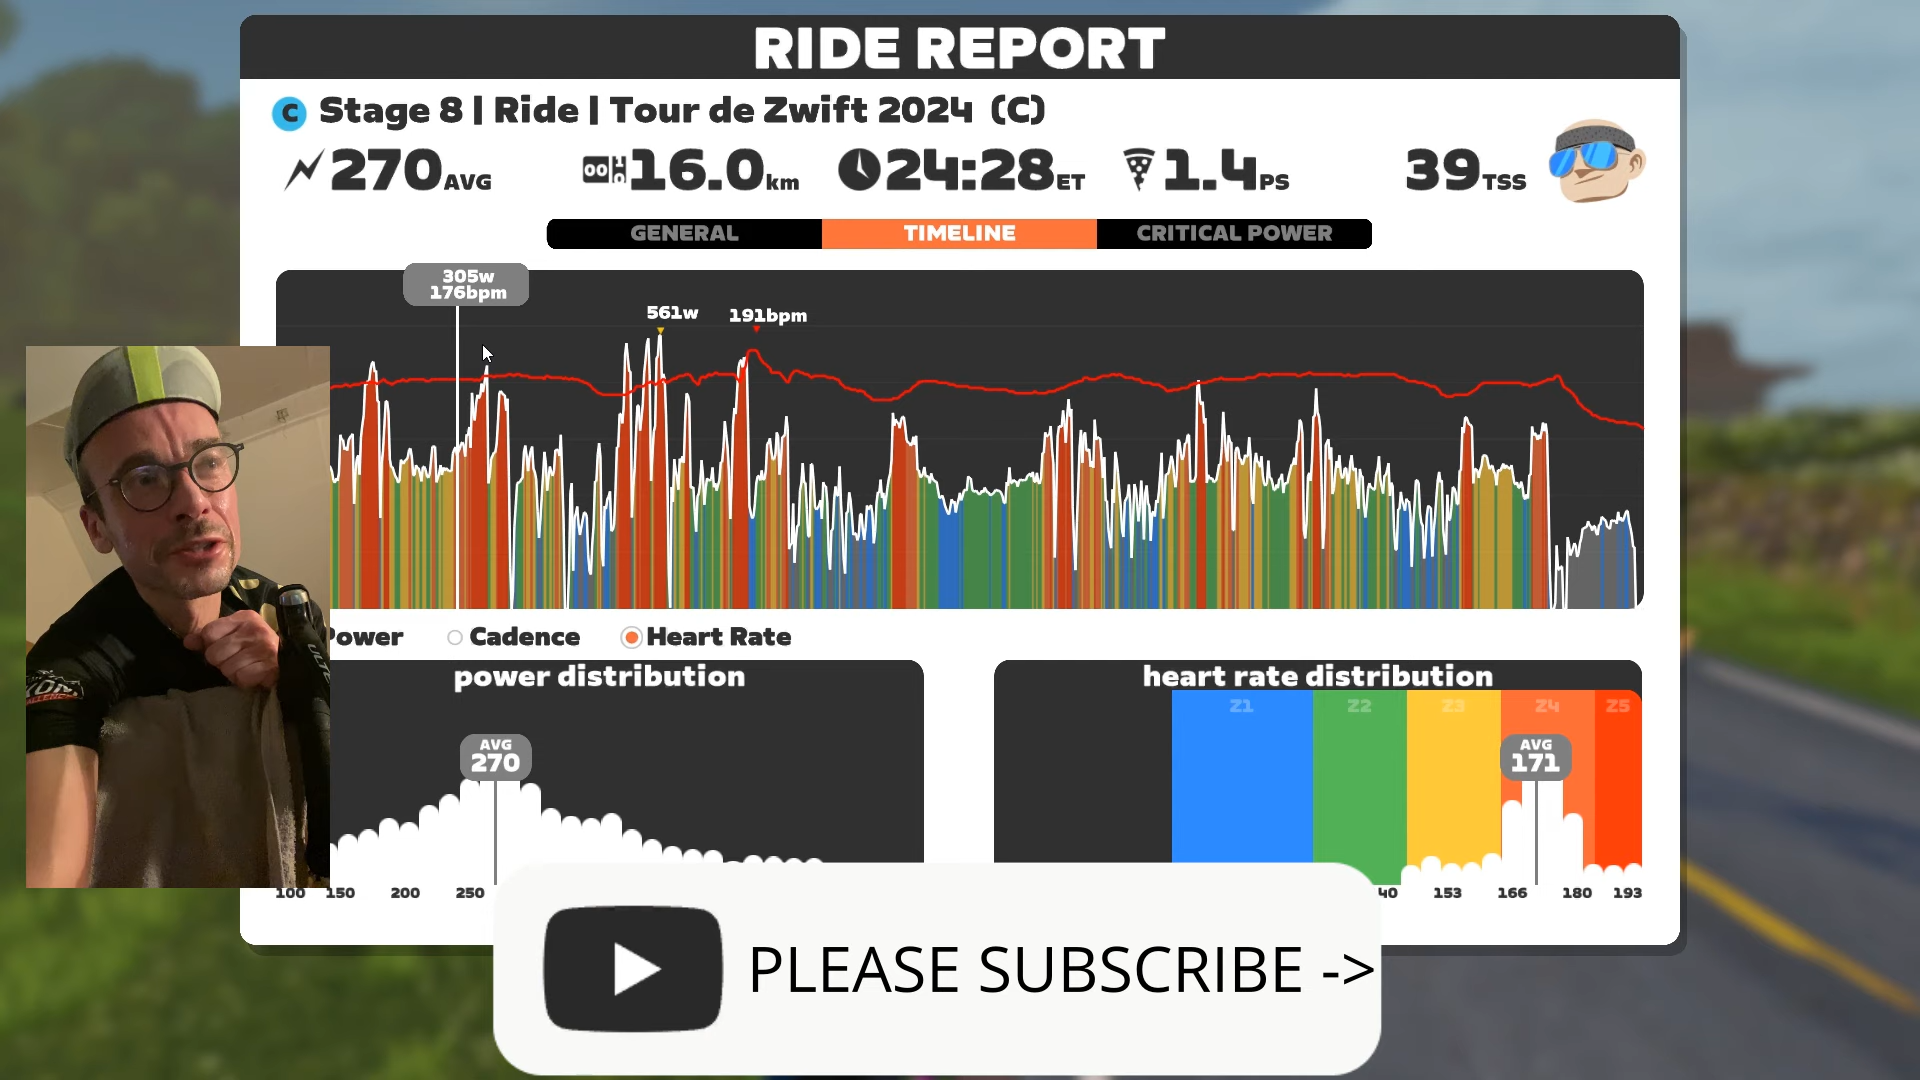 RIDE REPORT
C Stage 8 | Ride | Tour de Zwift 2024 (C)
270AVG 16.0km 24:28ET 1.4PS 39TSS
GENERAL TIMELINE CRITICAL POWER
305w
176bpm
561w 191bpm
Power Cadence Heart Rate
power distribution
AVG
270
100 150 200 250
heart rate distribution
Z1 Z2 Z3 Z4 Z5
AVG
171
40 153 166 180 193
PLEASE SUBSCRIBE ->